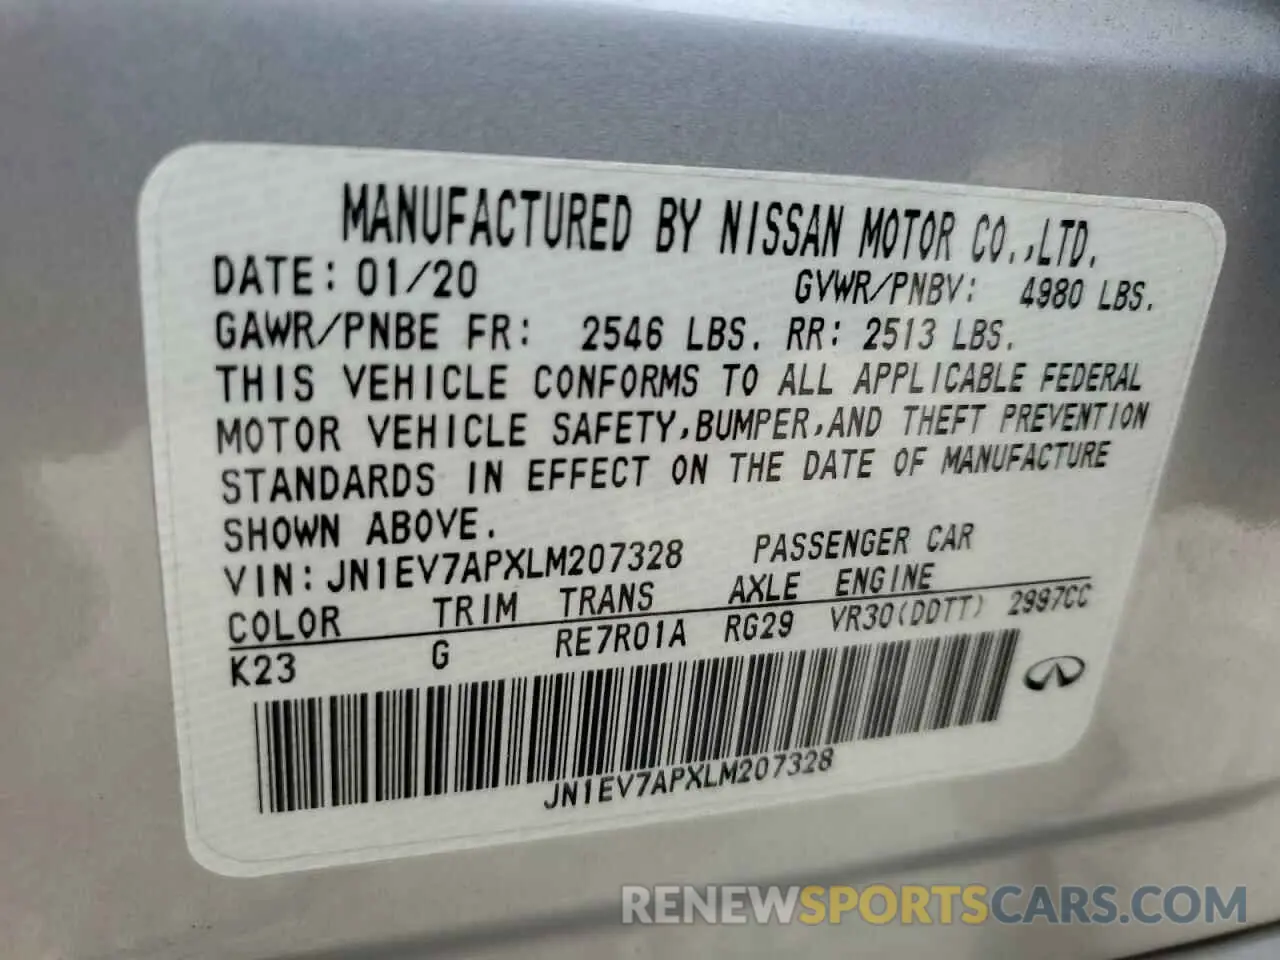 MANUFACTURED BY NISSAN MOTOR CO.,LTD.
DATE: 01/20 GVWR/PNBV: 4980 LBS.
GAWR/PNBE FR: 2546 LBS. RR: 2513 LBS.
THIS VEHICLE CONFORMS TO ALL APPLICABLE FEDERAL
MOTOR VEHICLE SAFETY,BUMPER,AND THEFT PREVENTION
STANDARDS IN EFFECT ON THE DATE OF MANUFACTURE
SHOWN ABOVE.
VIN: JN1EV7APXLM207328 PASSENGER CAR
COLOR TRIM TRANS AXLE ENGINE
K23 G RE7R01A RG29 VR30(DDTT) 2997CC
JN1EV7APXLM207328
RENEWSPORTSCARS.COM